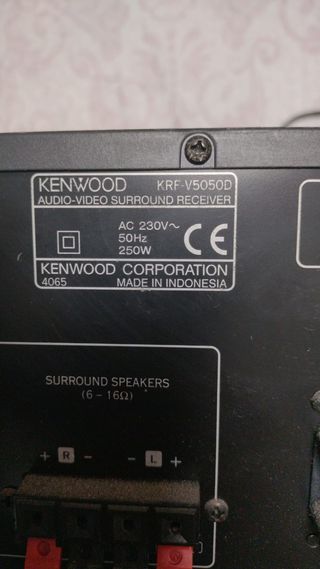 KENWOOD KRF-V5050D
AUDIO-VIDEO SURROUND RECEIVER
AC 230V~
50Hz
250W
CE
KENWOOD CORPORATION
4065 MADE IN INDONESIA
SURROUND SPEAKERS
(6 – 16Ω)
+ R – – L +